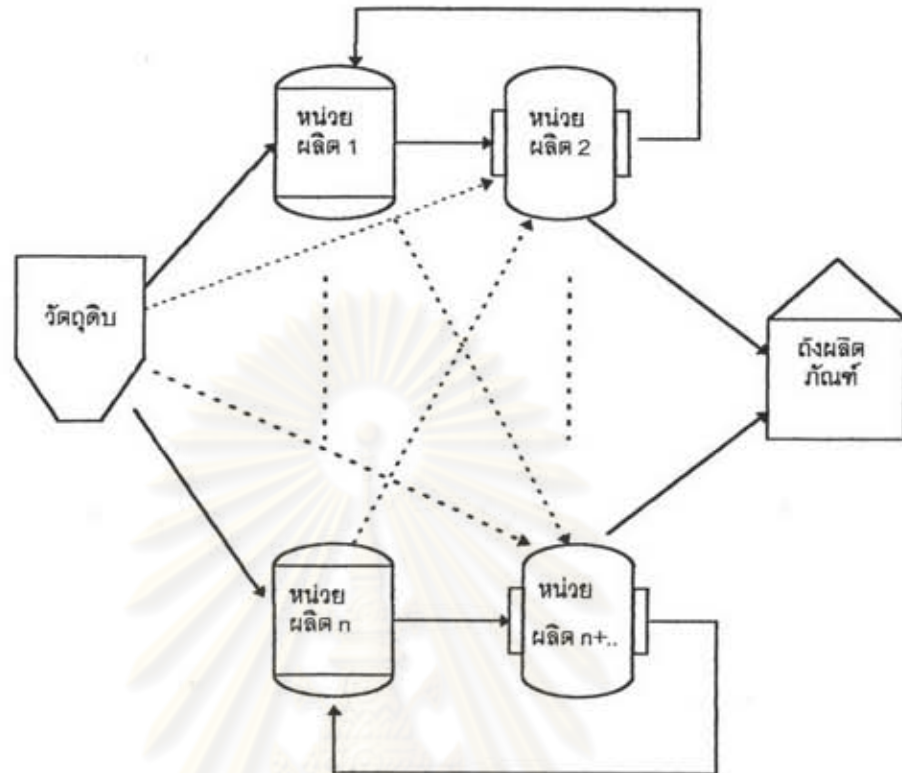 หน่วย
ผลิต 1
หน่วย
ผลิต 2
วัตถุดิบ
ถังผลิต
ภัณฑ์
หน่วย
ผลิต n
หน่วย
ผลิต n+..